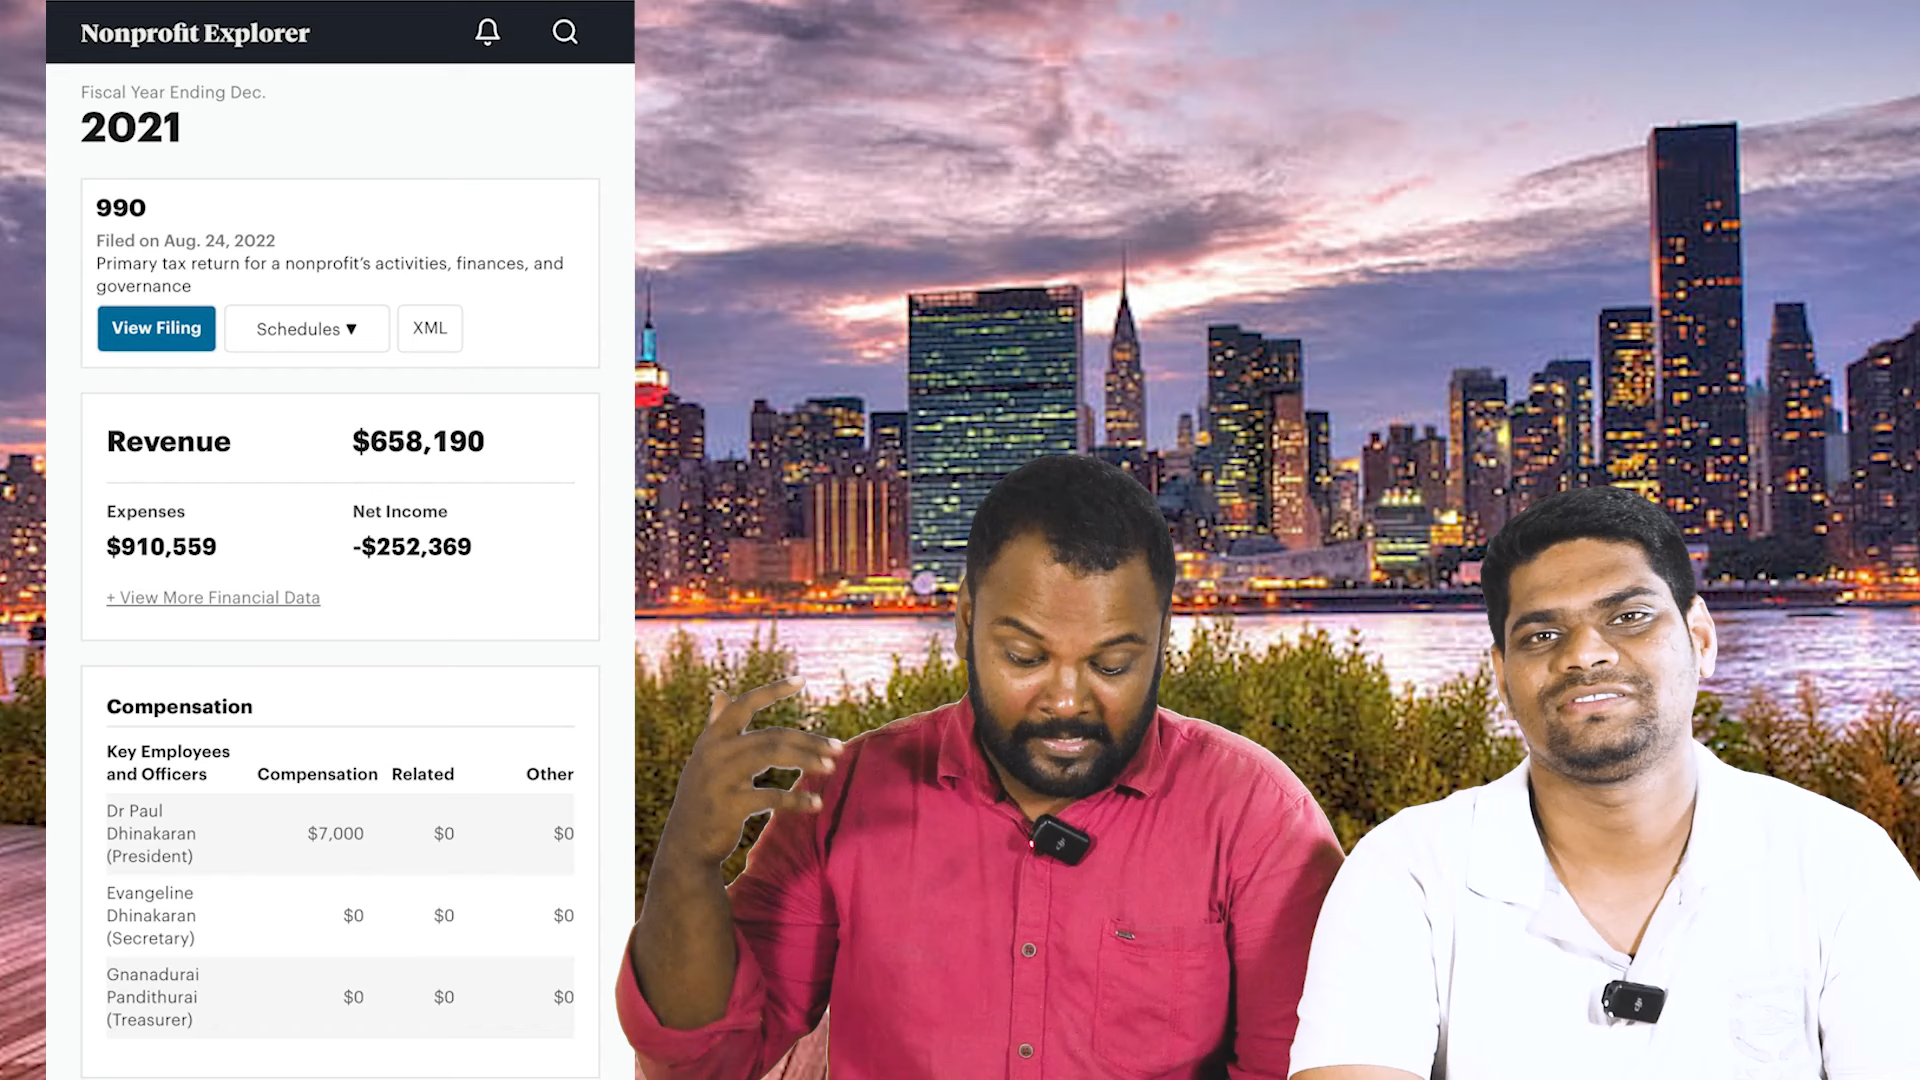 Nonprofit Explorer
Fiscal Year Ending Dec.
2021
990
Filed on Aug. 24, 2022
Primary tax return for a nonprofit's activities, finances, and
governance
View Filing Schedules ▼ XML
Revenue $658,190
Expenses Net Income
$910,559 -$252,369
+ View More Financial Data
Compensation
Key Employees
and Officers Compensation Related Other
Dr Paul
Dhinakaran $7,000 $0 $0
(President)
Evangeline
Dhinakaran $0 $0 $0
(Secretary)
Gnanadurai
Pandithurai $0 $0 $0
(Treasurer)